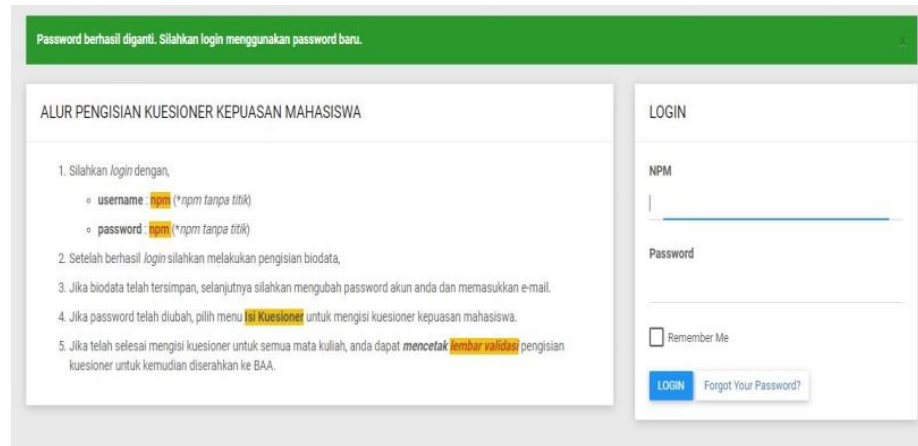 Password berhasil diganti. Silahkan login menggunakan password baru.
x
ALUR PENGISIAN KUESIONER KEPUASAN MAHASISWA
1. Silahkan login dengan,
username : npm (*npm tanpa titik)
password : npm (*npm tanpa titik)
2. Setelah berhasil login silahkan melakukan pengisian biodata,
3. Jika biodata telah tersimpan, selanjutnya silahkan mengubah password akun anda dan memasukkan e-mail.
4. Jika password telah diubah, pilih menu Isi Kuesioner untuk mengisi kuesioner kepuasan mahasiswa.
5. Jika telah selesai mengisi kuesioner untuk semua mata kuliah, anda dapat mencetak lembar validasi pengisian
kuesioner untuk kemudian diserahkan ke BAA.
LOGIN
NPM
Password
Remember Me
LOGIN Forgot Your Password?